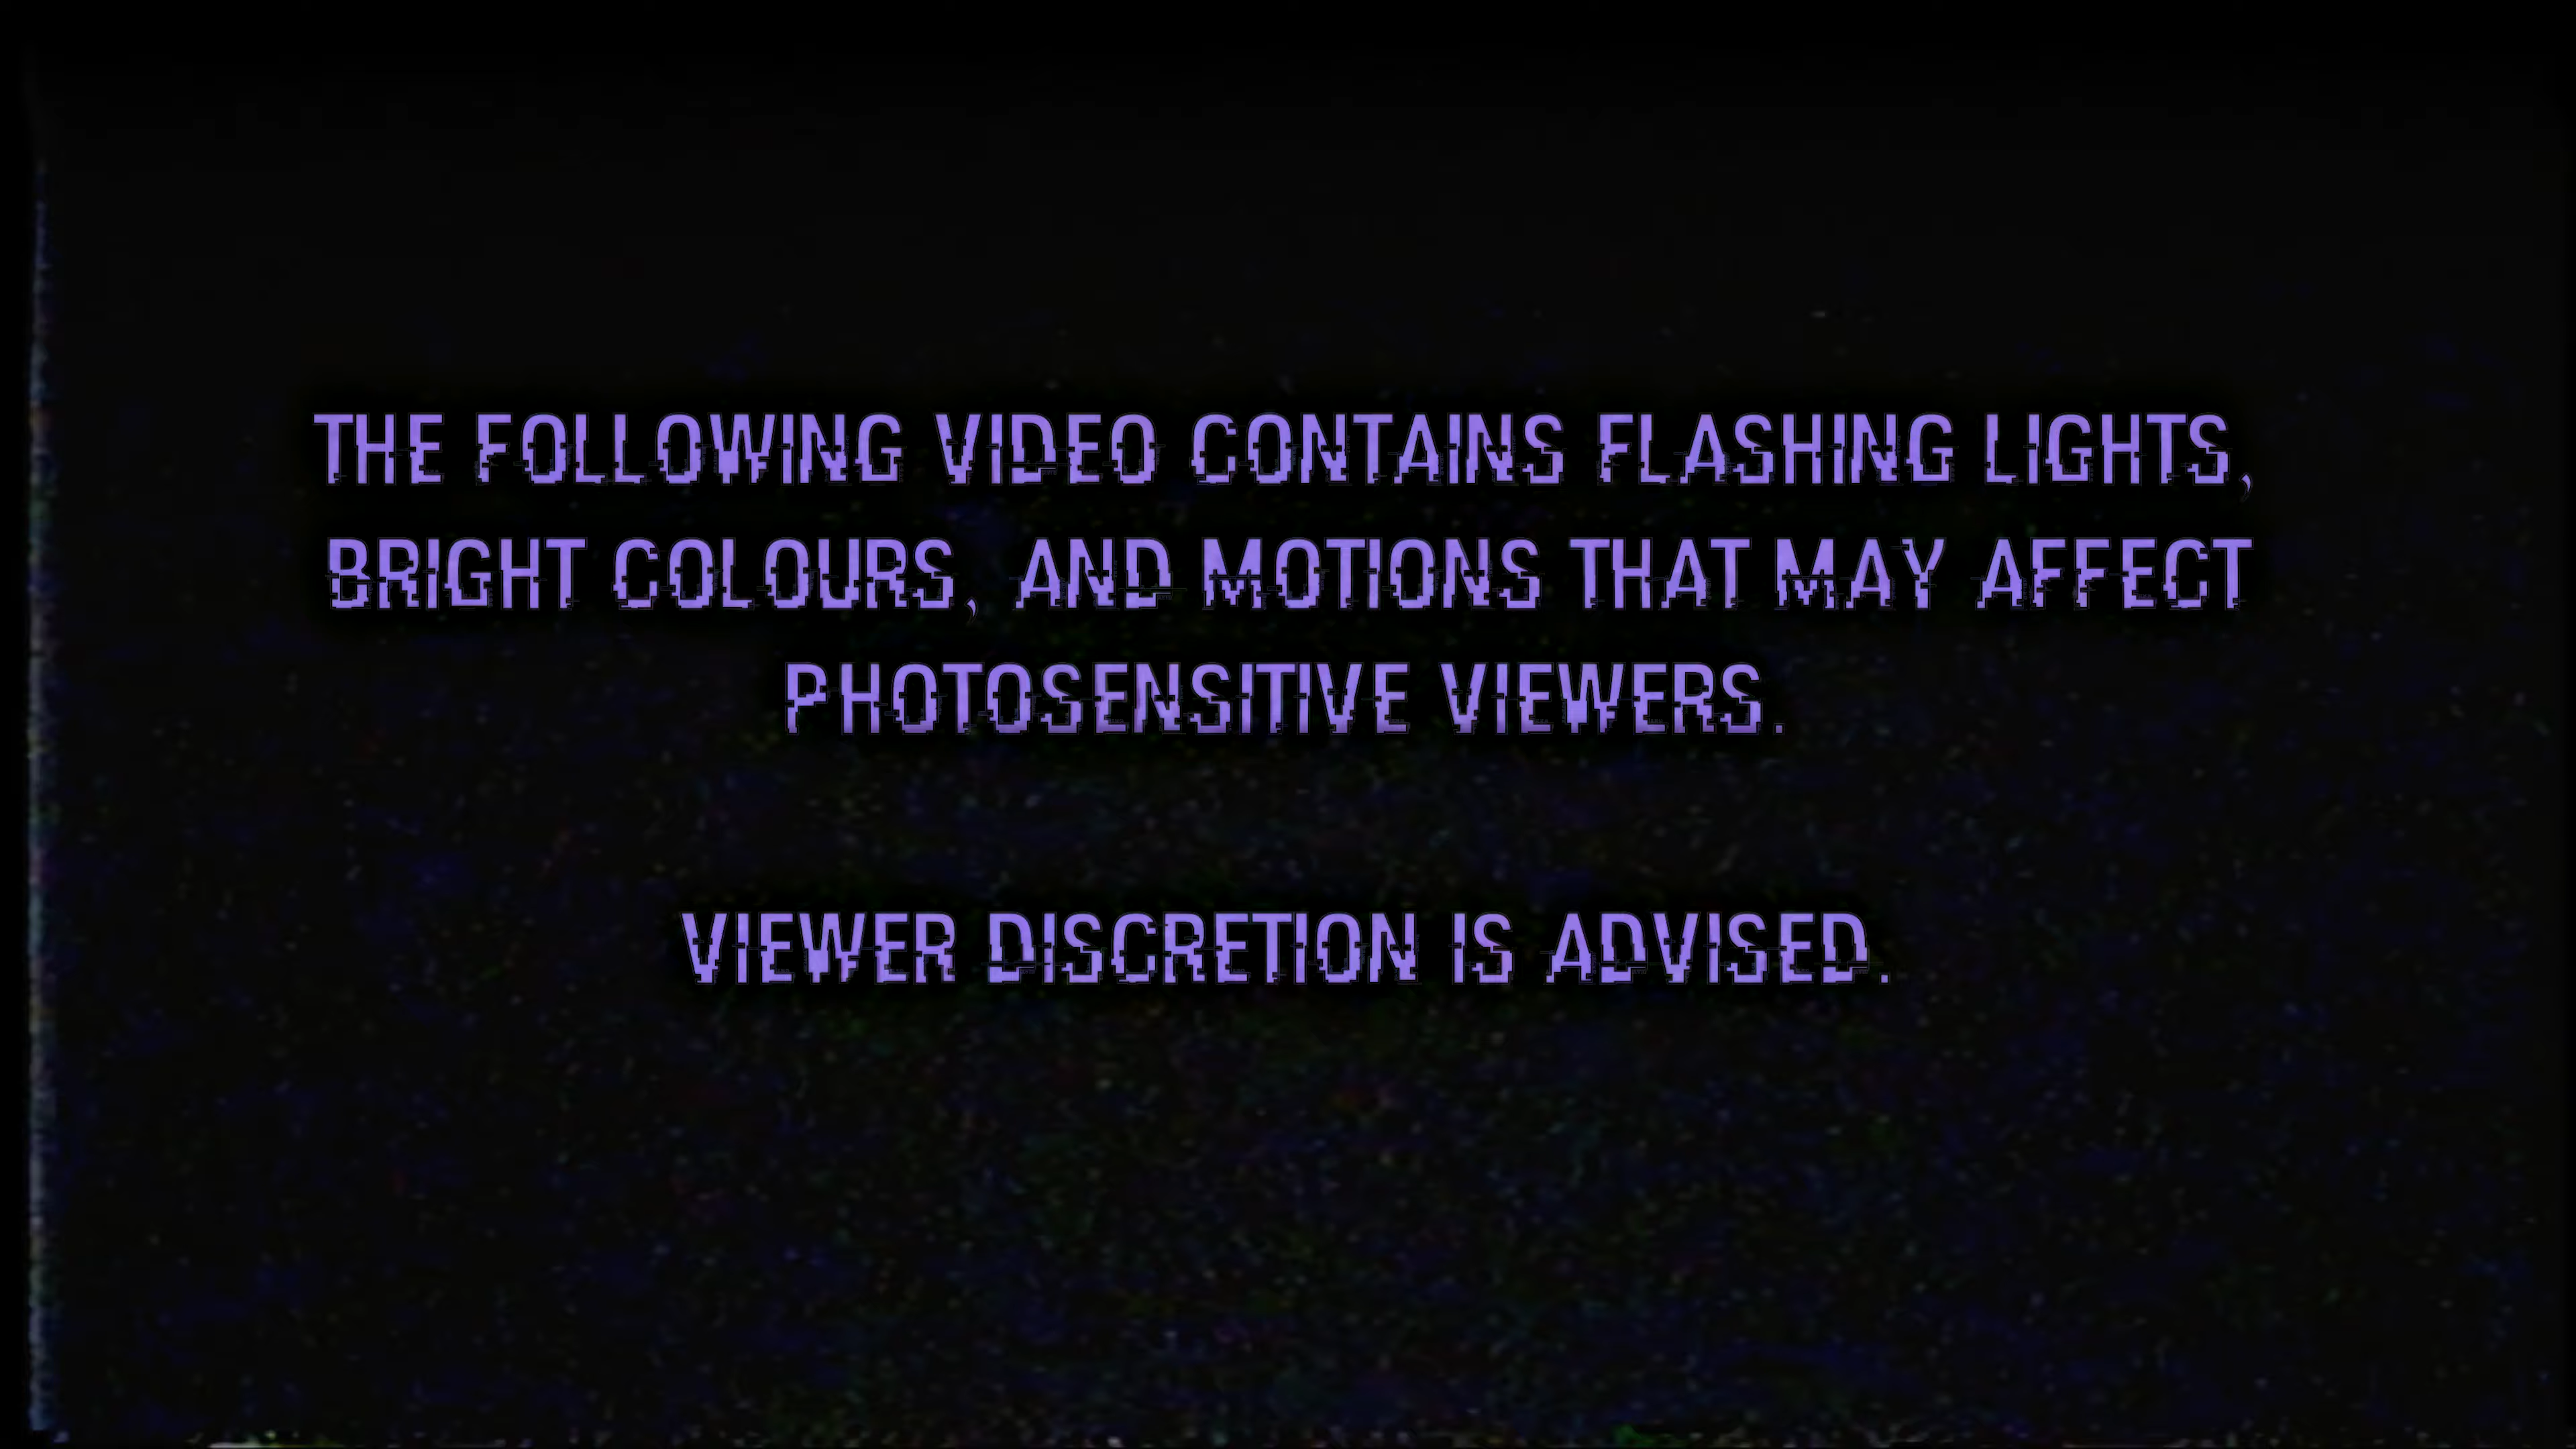 THE FOLLOWING VIDEO CONTAINS FLASHING LIGHTS,
BRIGHT COLOURS, AND MOTIONS THAT MAY AFFECT
PHOTOSENSITIVE VIEWERS.
VIEWER DISCRETION IS ADVISED.